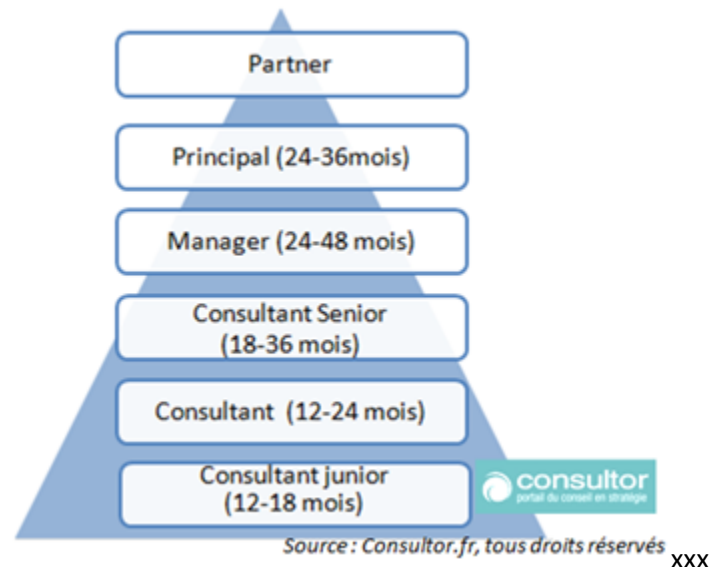 Partner
Principal (24-36mois)
Manager (24-48 mois)
Consultant Senior
(18-36 mois)
Consultant (12-24 mois)
Consultant junior
(12-18 mois)
consultor
portail du conseil en stratégie
Source : Consultor.fr, tous droits réservés
xxx